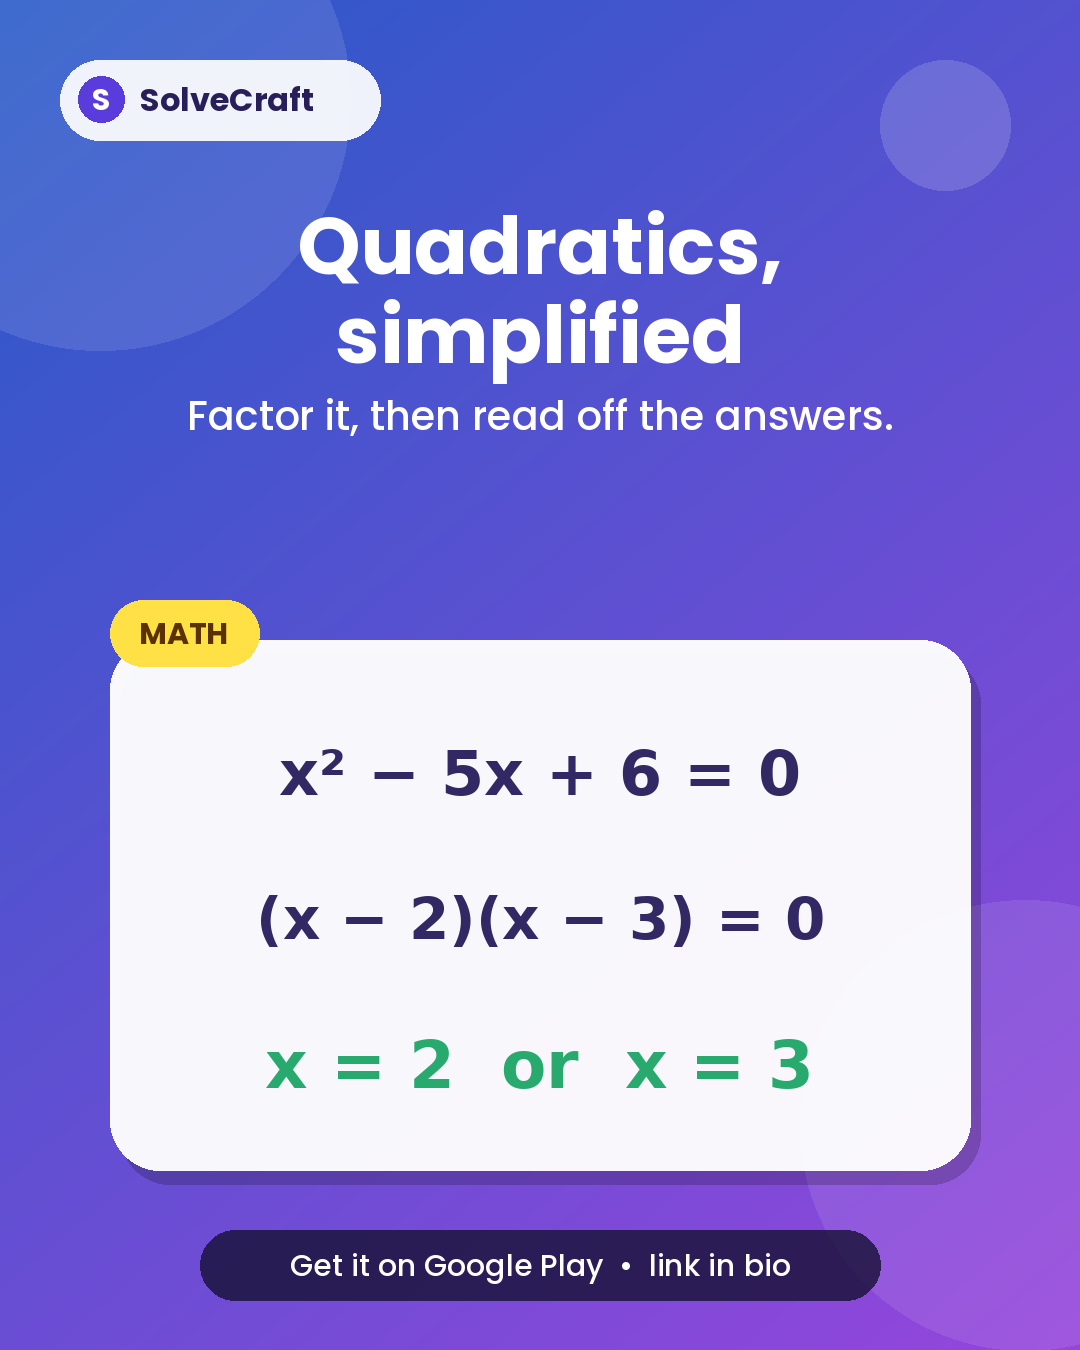 S SolveCraft
Quadratics,
simplified
Factor it, then read off the answers.
MATH
x² − 5x + 6 = 0
(x − 2)(x − 3) = 0
x = 2 or x = 3
Get it on Google Play • link in bio